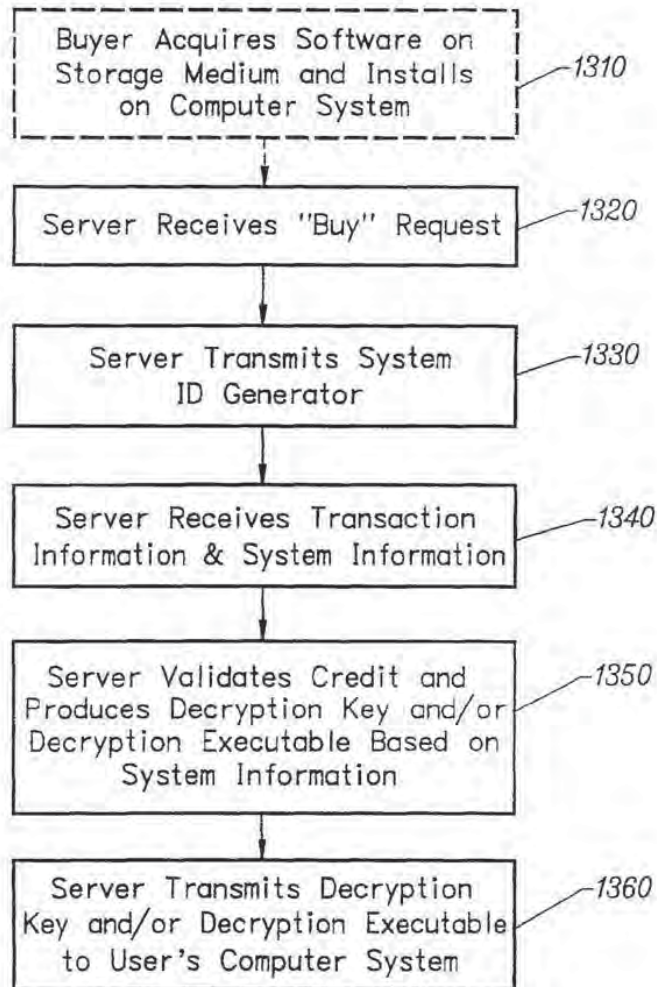 Buyer Acquires Software on
Storage Medium and Installs
on Computer System
1310
Server Receives "Buy" Request
1320
Server Transmits System
ID Generator
1330
Server Receives Transaction
Information & System Information
1340
Server Validates Credit and
Produces Decryption Key and/or
Decryption Executable Based on
System Information
1350
Server Transmits Decryption
Key and/or Decryption Executable
to User's Computer System
1360